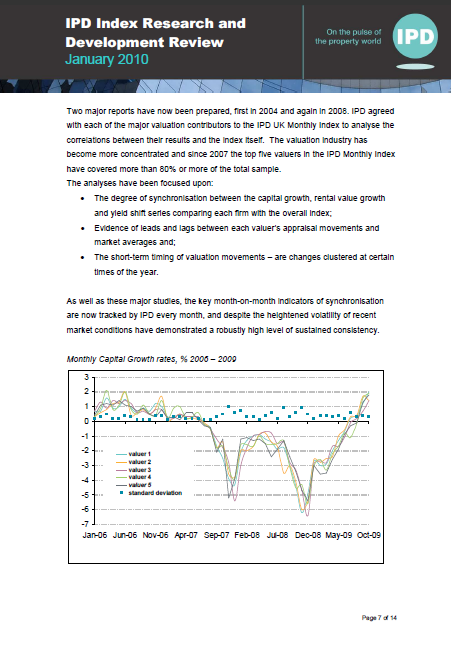 IPD Index Research and
Development Review
January 2010
On the pulse of
the property world
IPD
Two major reports have now been prepared, first in 2004 and again in 2008. IPD agreed
with each of the major valuation contributors to the IPD UK Monthly Index to analyse the
correlations between their results and the Index itself. The valuation industry has
become more concentrated and since 2007 the top five valuers in the IPD Monthly Index
have covered more than 80% or more of the total sample.
The analyses have been focused upon:
• The degree of synchronisation between the capital growth, rental value growth
and yield shift series comparing each firm with the overall index;
• Evidence of leads and lags between each valuer's appraisal movements and
market averages and;
• The short-term timing of valuation movements – are changes clustered at certain
times of the year.
As well as these major studies, the key month-on-month indicators of synchronisation
are now tracked by IPD every month, and despite the heightened volatility of recent
market conditions have demonstrated a robustly high level of sustained consistency.
Monthly Capital Growth rates, % 2006 – 2009
3
2
1
0
-1
-2
-3
-4
-5
-6
-7
valuer 1
valuer 2
valuer 3
valuer 4
valuer 5
standard deviation
Jan-06 Jun-06 Nov-06 Apr-07 Sep-07 Feb-08 Jul-08 Dec-08 May-09 Oct-09
Page 7 of 14